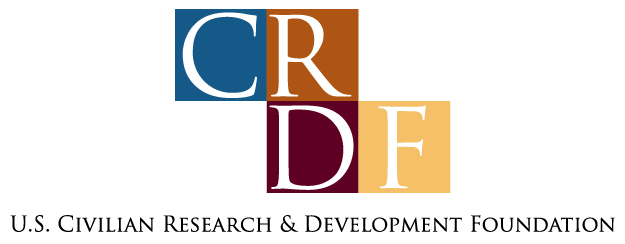 CR
DF
U.S. CIVILIAN RESEARCH & DEVELOPMENT FOUNDATION